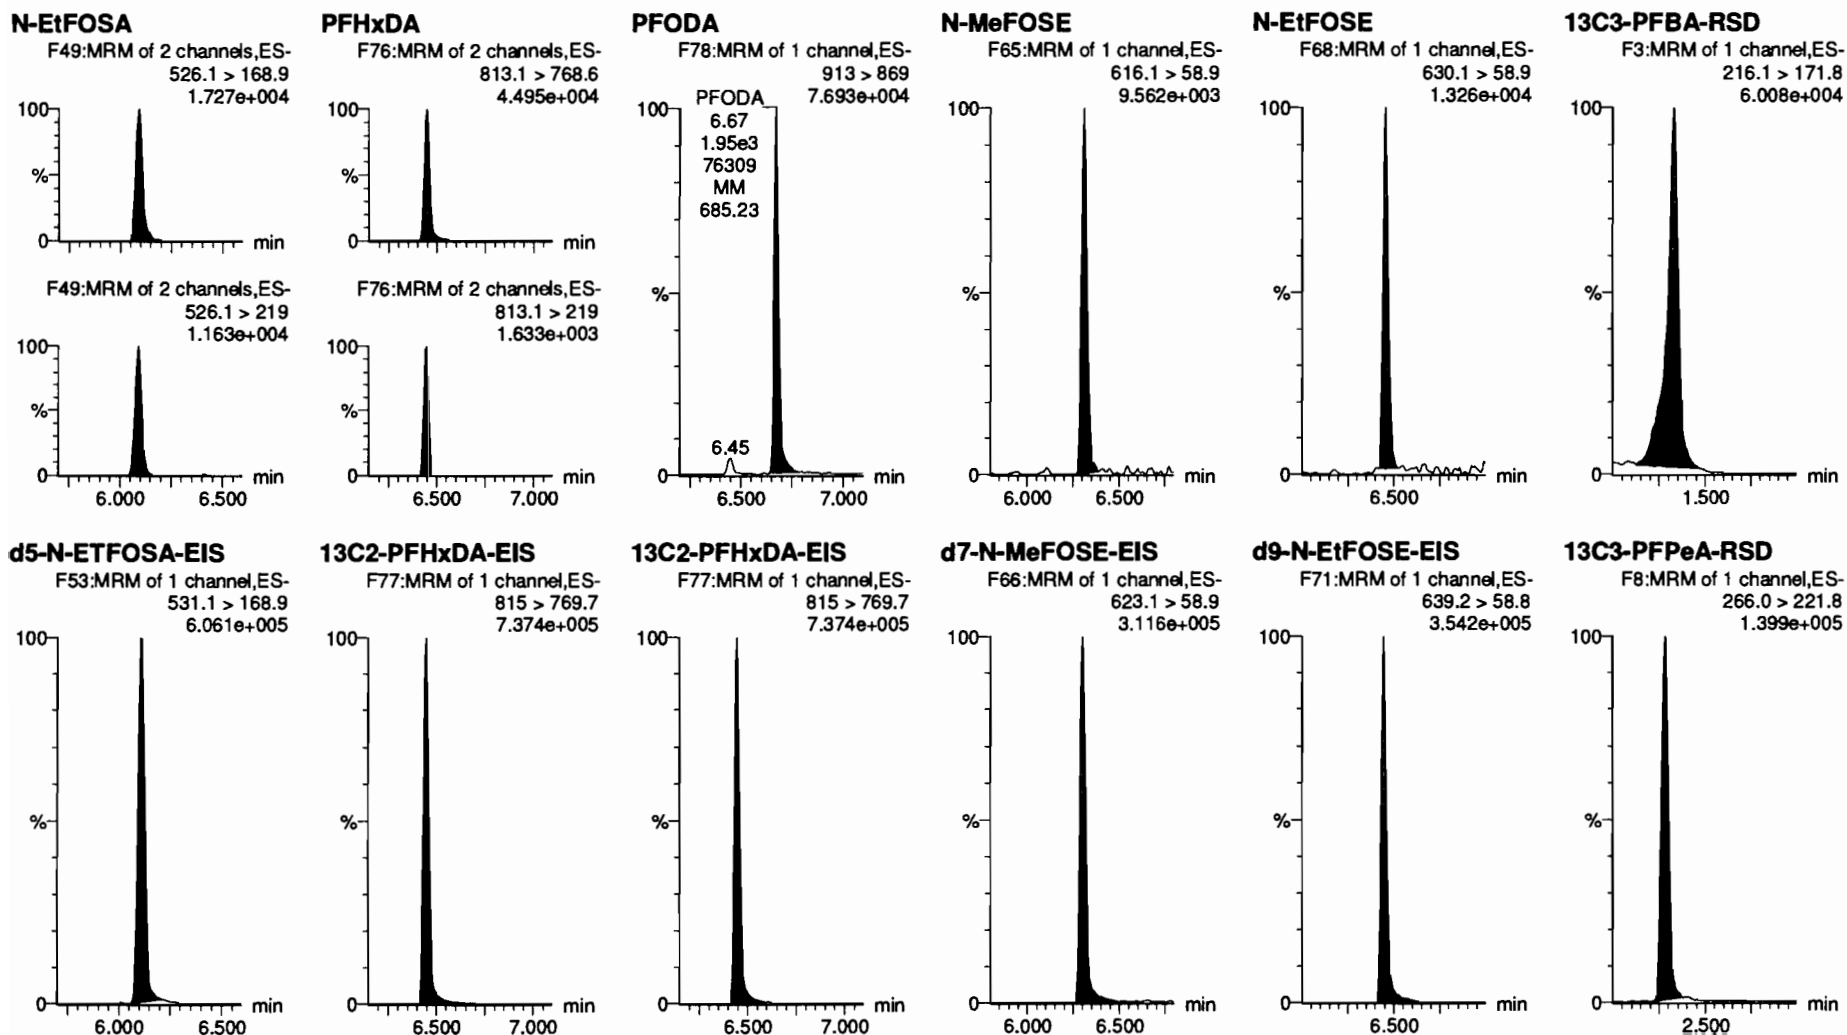 N-EtFOSA
F49:MRM of 2 channels,ES-
526.1 > 168.9
1.727e+004
100
%
0
min
F49:MRM of 2 channels,ES-
526.1 > 219
1.163e+004
100
%
0
min
6.000
6.500
PFHxDA
F76:MRM of 2 channels,ES-
813.1 > 768.6
4.495e+004
100
%
0
min
F76:MRM of 2 channels,ES-
813.1 > 219
1.633e+003
100
%
0
min
6.500
7.000
PFODA
F78:MRM of 1 channel,ES-
913 > 869
7.693e+004
100
PFODA
6.67
1.95e3
76309
MM
685.23
%
6.45
0
min
6.500
7.000
N-MeFOSE
F65:MRM of 1 channel,ES-
616.1 > 58.9
9.562e+003
100
%
0
min
6.000
6.500
N-EtFOSE
F68:MRM of 1 channel,ES-
630.1 > 58.9
1.326e+004
100
%
0
min
6.500
13C3-PFBA-RSD
F3:MRM of 1 channel,ES-
216.1 > 171.8
6.008e+004
100
%
0
min
1.500
d5-N-ETFOSA-EIS
F53:MRM of 1 channel,ES-
531.1 > 168.9
6.061e+005
100
%
0
min
6.000
6.500
13C2-PFHxDA-EIS
F77:MRM of 1 channel,ES-
815 > 769.7
7.374e+005
100
%
0
min
6.500
7.000
13C2-PFHxDA-EIS
F77:MRM of 1 channel,ES-
815 > 769.7
7.374e+005
100
%
0
min
6.500
7.000
d7-N-MeFOSE-EIS
F66:MRM of 1 channel,ES-
623.1 > 58.9
3.116e+005
100
%
0
min
6.000
6.500
d9-N-EtFOSE-EIS
F71:MRM of 1 channel,ES-
639.2 > 58.8
3.542e+005
100
%
0
min
6.500
13C3-PFPeA-RSD
F8:MRM of 1 channel,ES-
266.0 > 221.8
1.399e+005
100
%
0
min
2.500